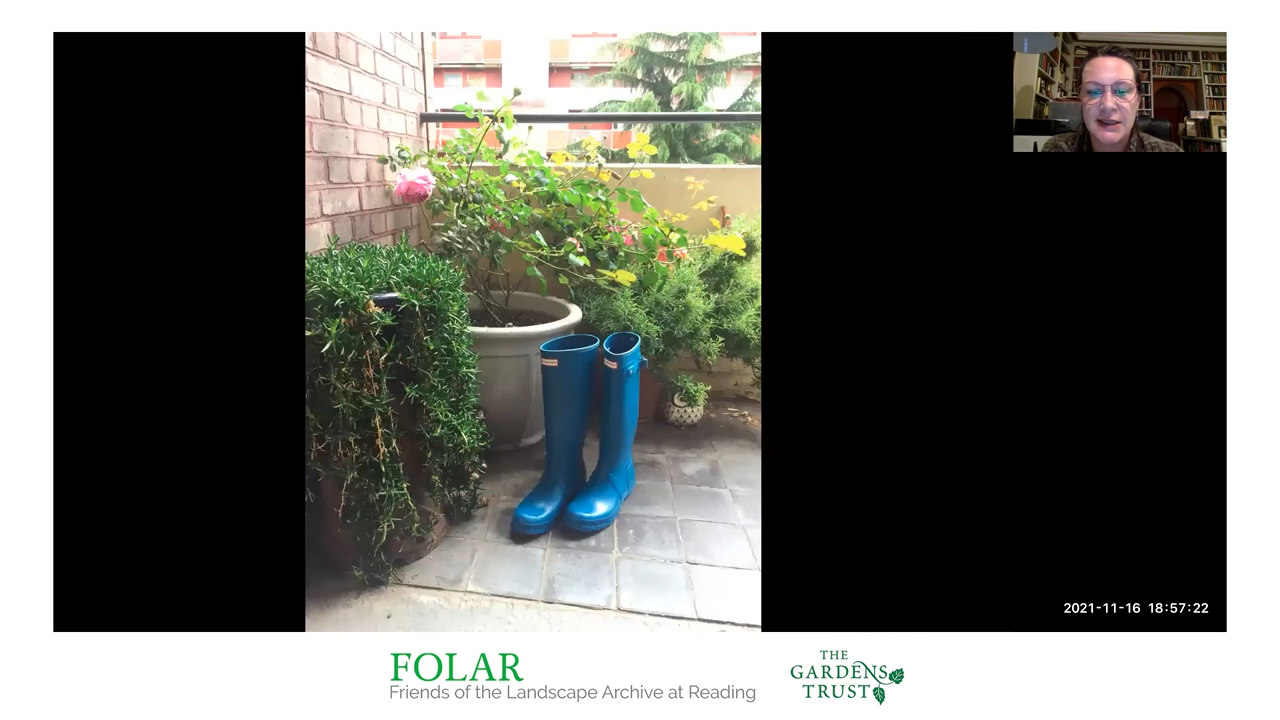 2021-11-16 18:57:22
FOLAR
Friends of the Landscape Archive at Reading
THE
GARDENS
TRUST